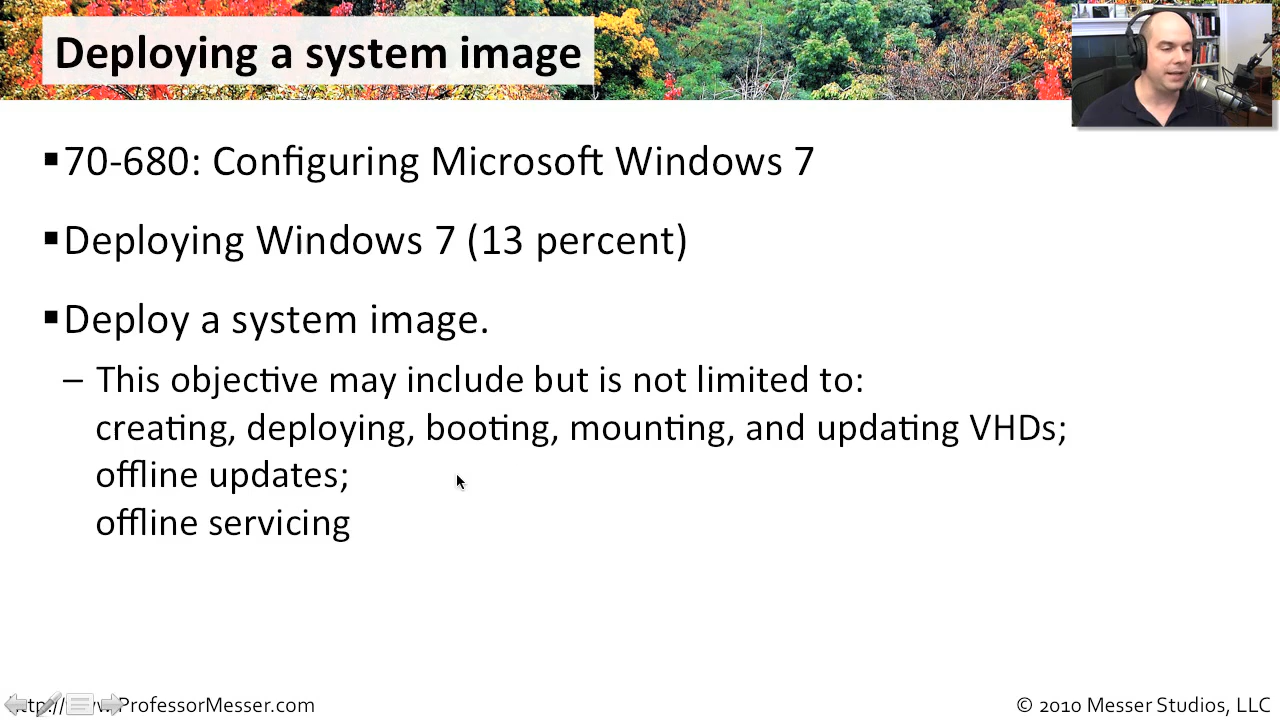 Deploying a system image
▪70-680: Configuring Microsoft Windows 7
▪Deploying Windows 7 (13 percent)
▪Deploy a system image.
– This objective may include but is not limited to:
creating, deploying, booting, mounting, and updating VHDs;
offline updates;
offline servicing
ProfessorMesser.com
© 2010 Messer Studios, LLC